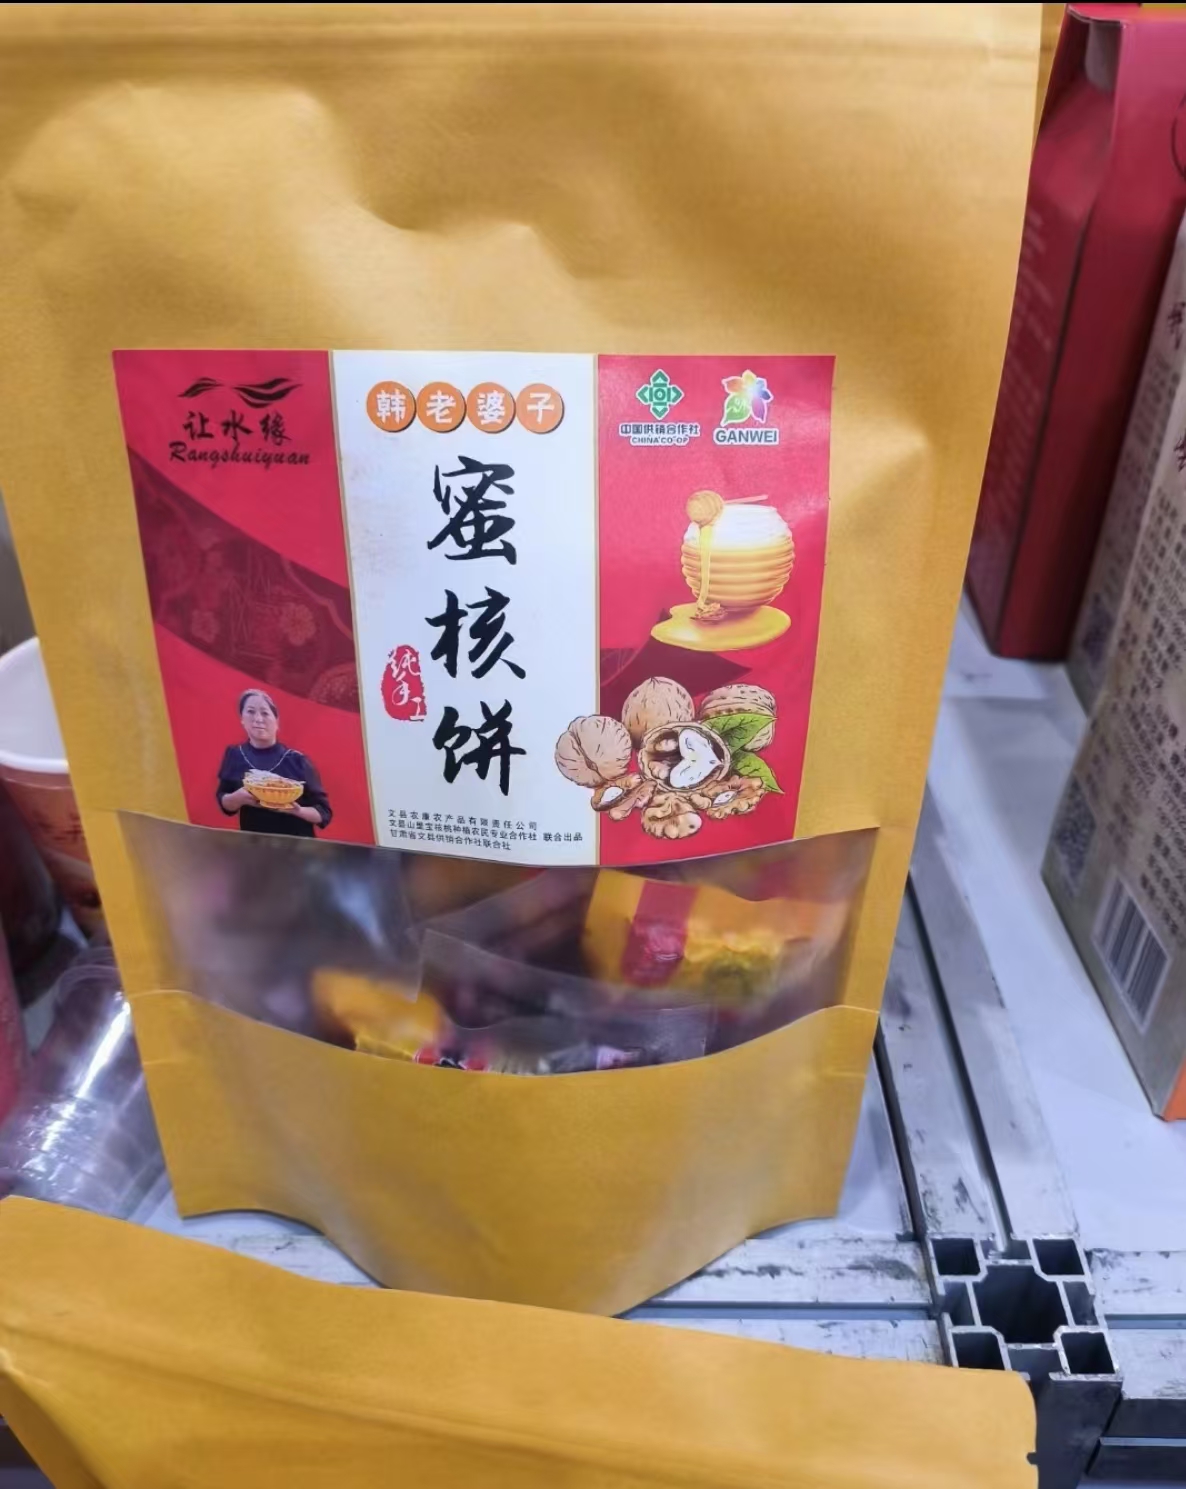 让水缘
Rangshuiyuan
韩老婆子
蜜核饼
纯手工
中国供销合作社
CHINA CO-OP
GANWEI
文县农康农产品有限责任公司
文县山里宝核桃种植农民专业合作社 联合出品
甘肃省文县供销合作社联合社